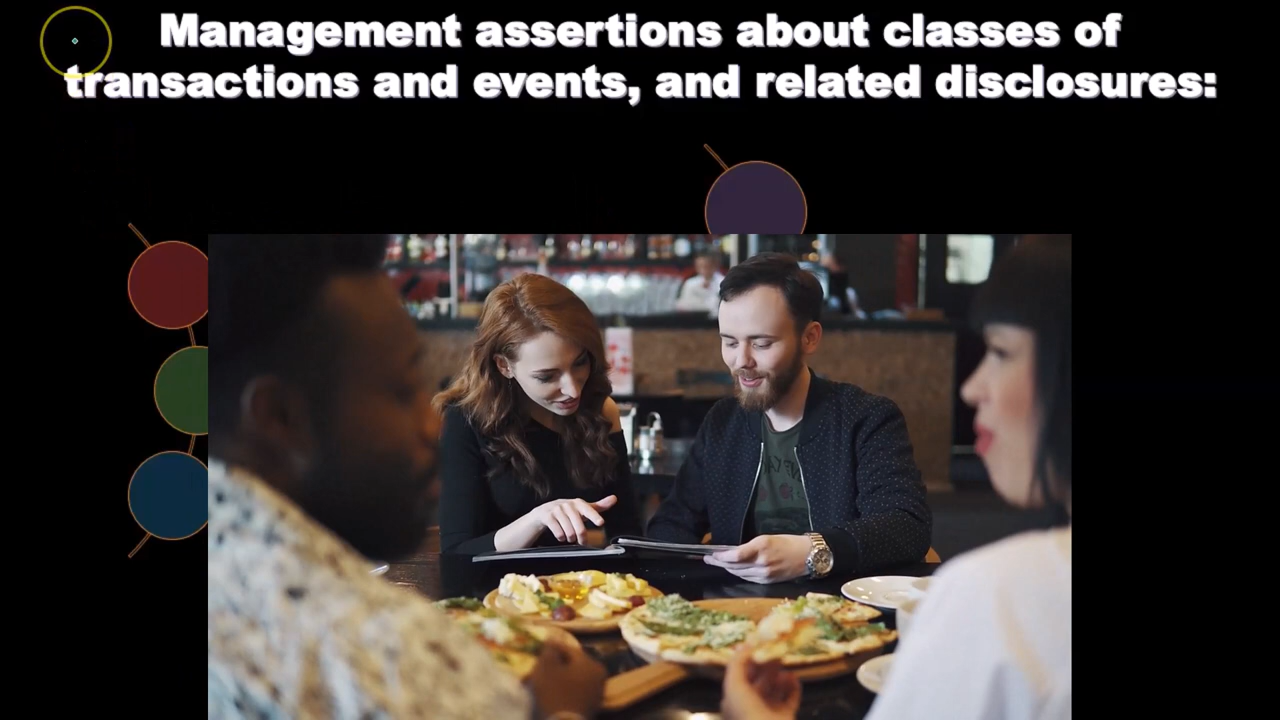 Management assertions about classes of
transactions and events, and related disclosures: